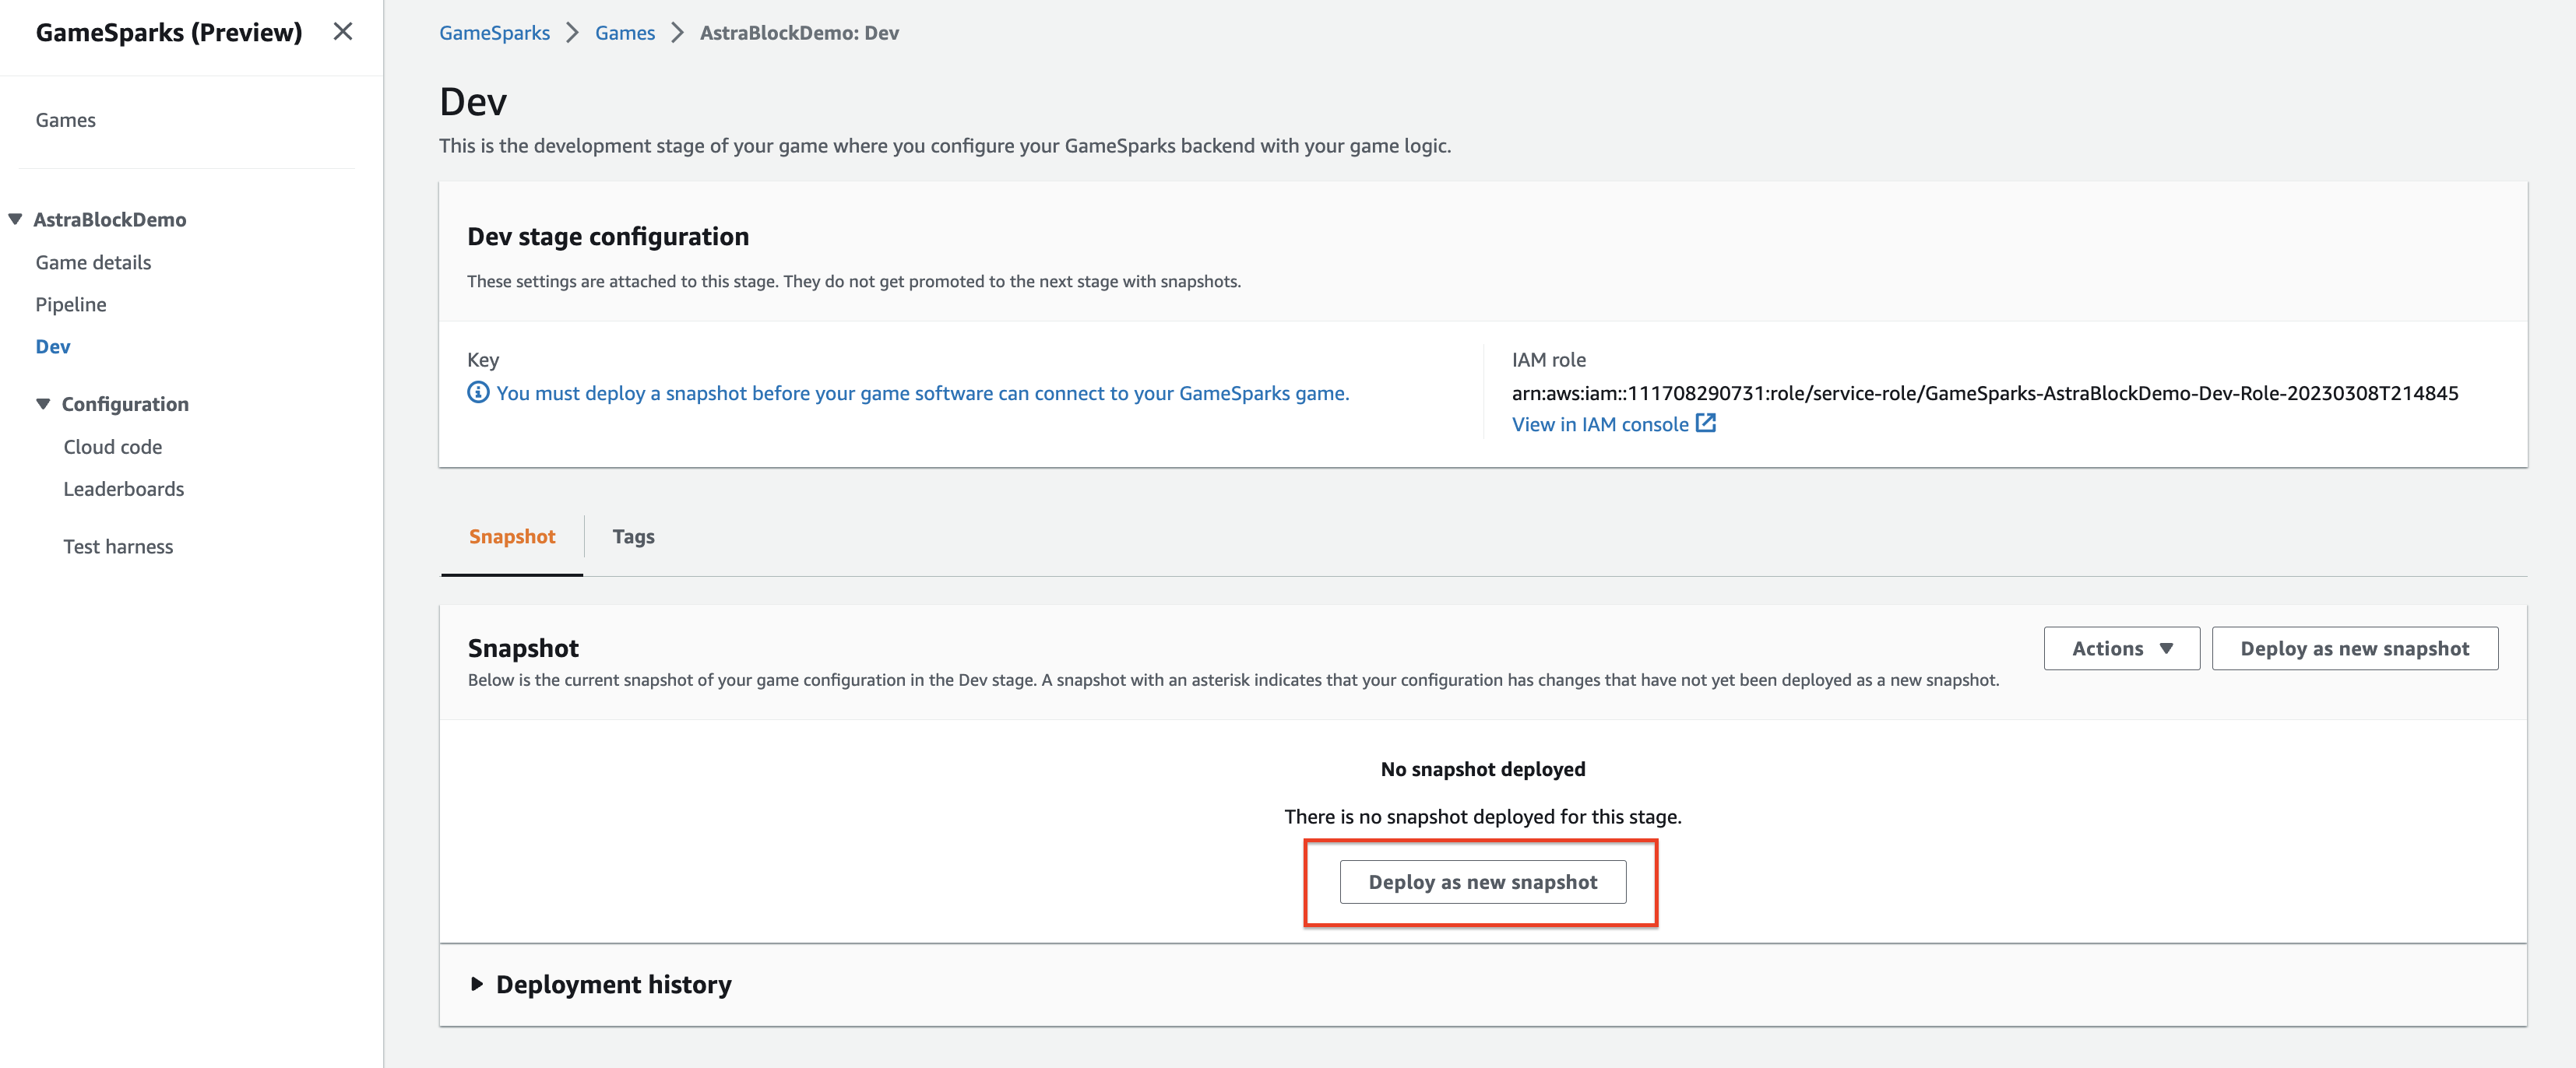 GameSparks (Preview)
Games
AstraBlockDemo
Game details
Pipeline
Dev
Configuration
Cloud code
Leaderboards
Test harness
GameSparks > Games > AstraBlockDemo: Dev
Dev
This is the development stage of your game where you configure your GameSparks backend with your game logic.
Dev stage configuration
These settings are attached to this stage. They do not get promoted to the next stage with snapshots.
Key
You must deploy a snapshot before your game software can connect to your GameSparks game.
IAM role
arn:aws:iam::111708290731:role/service-role/GameSparks-AstraBlockDemo-Dev-Role-20230308T214845
View in IAM console
Snapshot
Tags
Snapshot
Actions
Deploy as new snapshot
Below is the current snapshot of your game configuration in the Dev stage. A snapshot with an asterisk indicates that your configuration has changes that have not yet been deployed as a new snapshot.
No snapshot deployed
There is no snapshot deployed for this stage.
Deploy as new snapshot
Deployment history